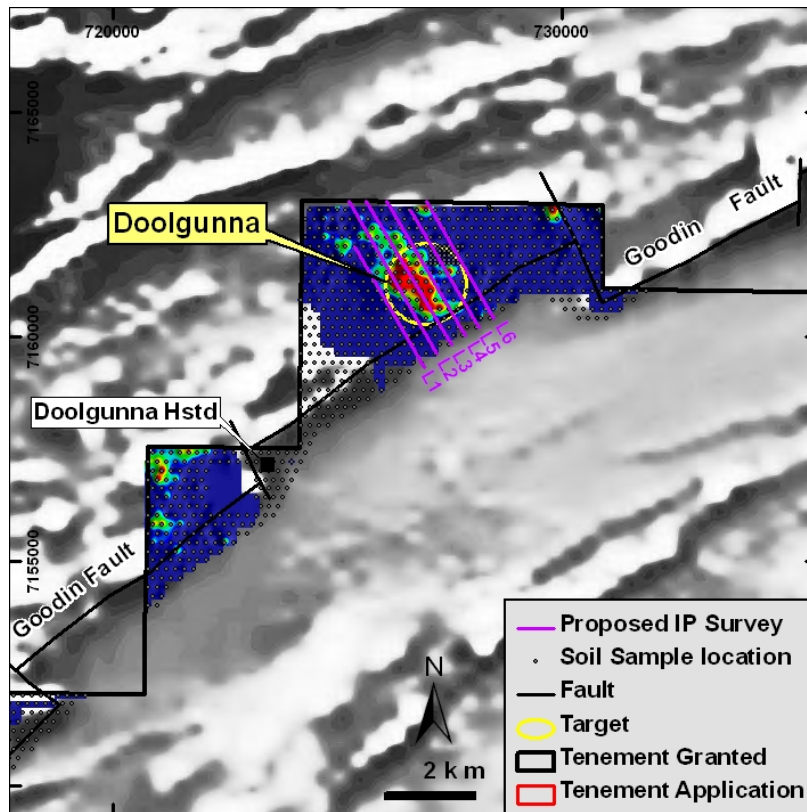 720000
730000
7165000
Doolgunna
Goodin Fault
7160000
L1
L2
L3
L4
L5
L6
Doolgunna Hstd
7155000
Goodin Fault
Proposed IP Survey
Soil Sample location
Fault
Target
Tenement Granted
Tenement Application
N
2 km